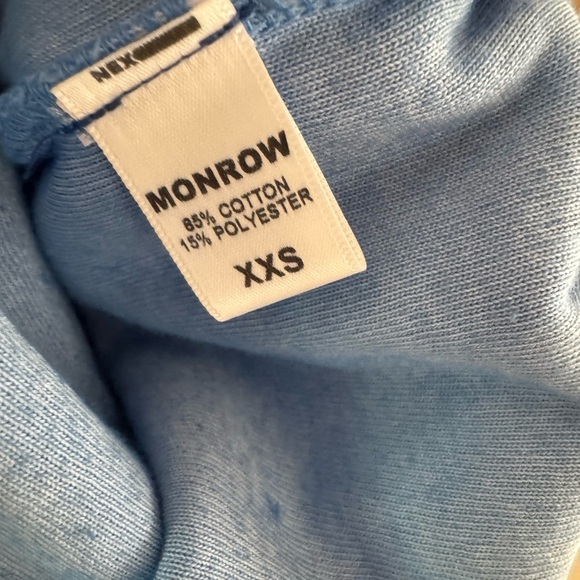 MONROW
85% COTTON
15% POLYESTER
XXS